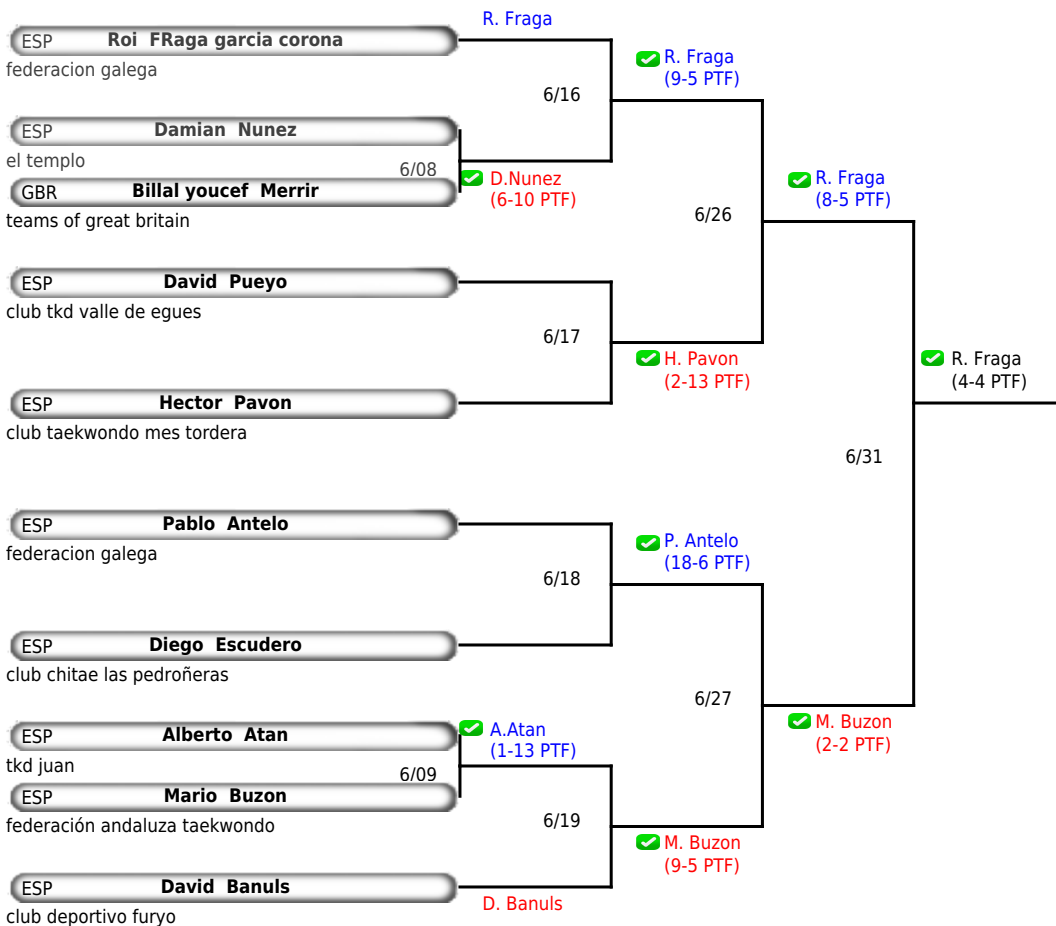 R. Fraga
ESP Roi FRaga garcia corona
federacion galega
R. Fraga
(9-5 PTF)
6/16
ESP Damian Nunez
el templo
6/08
GBR Billal youcef Merrir
teams of great britain
D.Nunez
(6-10 PTF)
R. Fraga
(8-5 PTF)
6/26
ESP David Pueyo
club tkd valle de egues
6/17
H. Pavon
(2-13 PTF)
ESP Hector Pavon
club taekwondo mes tordera
R. Fraga
(4-4 PTF)
6/31
ESP Pablo Antelo
federacion galega
P. Antelo
(18-6 PTF)
6/18
ESP Diego Escudero
club chitae las pedroñeras
6/27
M. Buzon
(2-2 PTF)
ESP Alberto Atan
tkd juan
A.Atan
(1-13 PTF)
6/09
ESP Mario Buzon
federación andaluza taekwondo
6/19
M. Buzon
(9-5 PTF)
ESP David Banuls
club deportivo furyo
D. Banuls